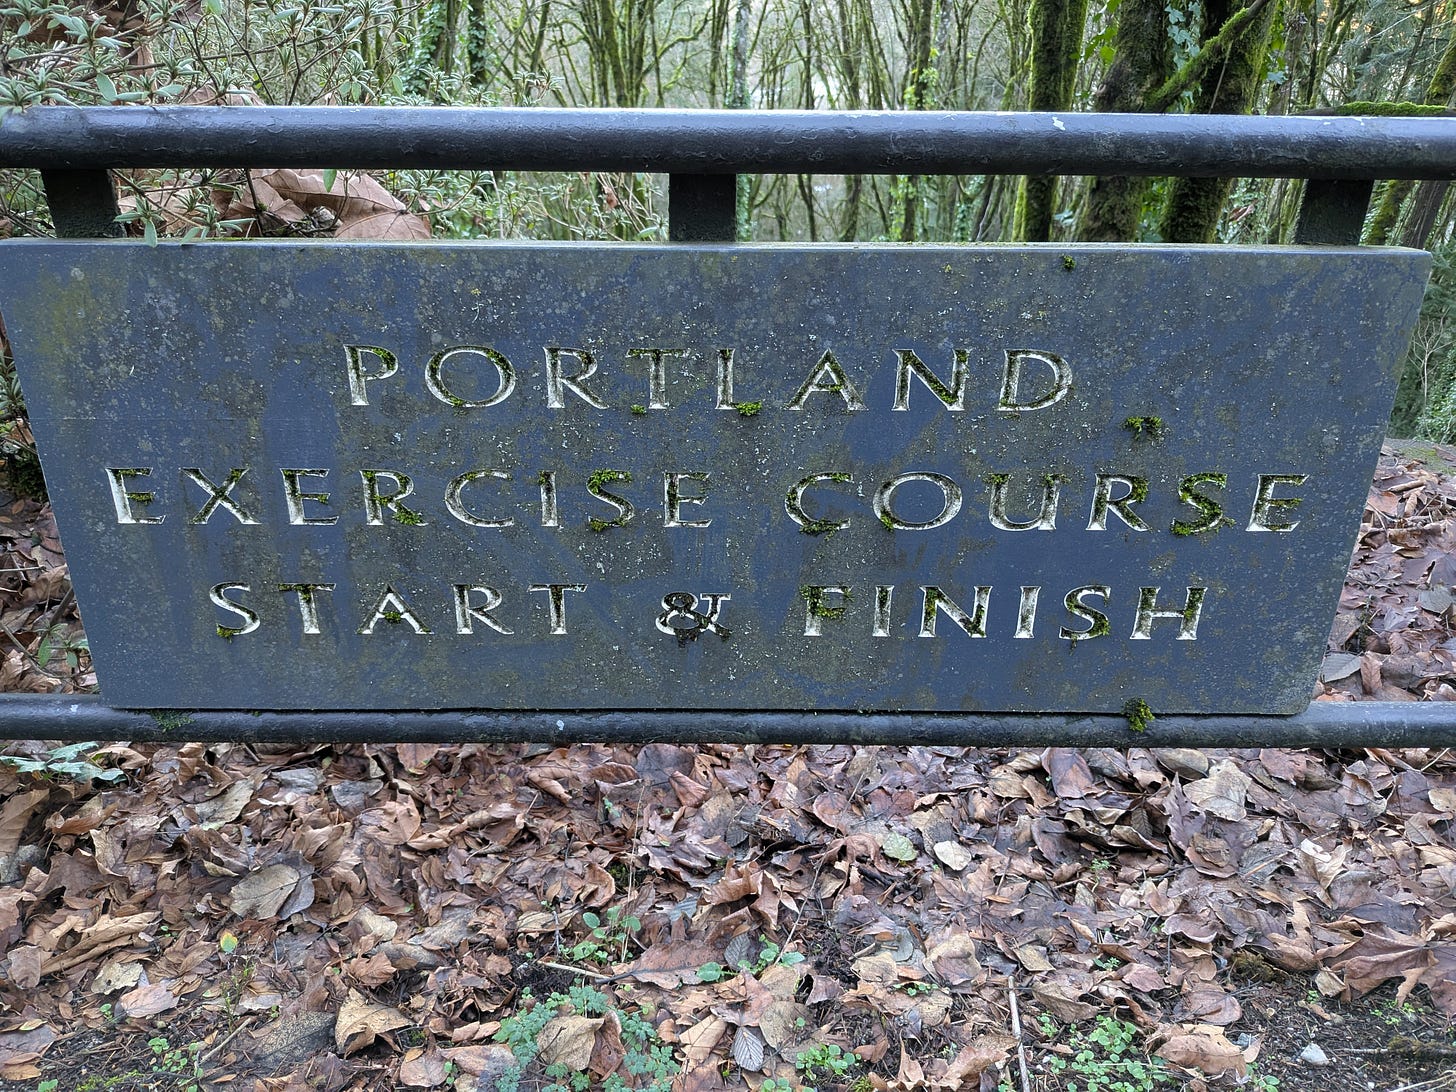 PORTLAND
EXERCISE COURSE
START & FINISH